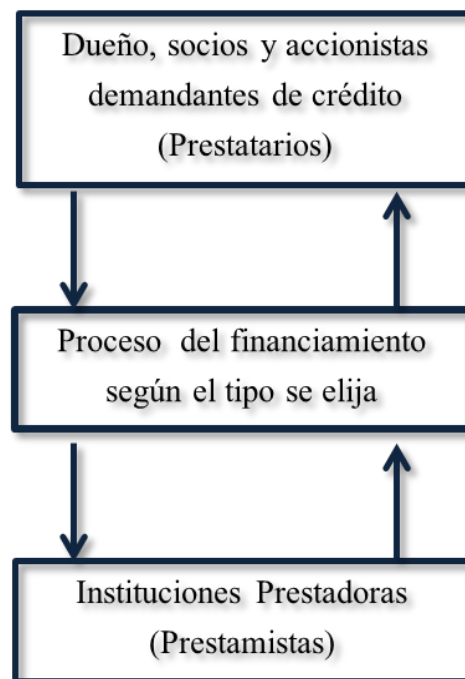 Dueño, socios y accionistas
demandantes de crédito
(Prestatarios)
Proceso del financiamiento
según el tipo se elija
Instituciones Prestadoras
(Prestamistas)